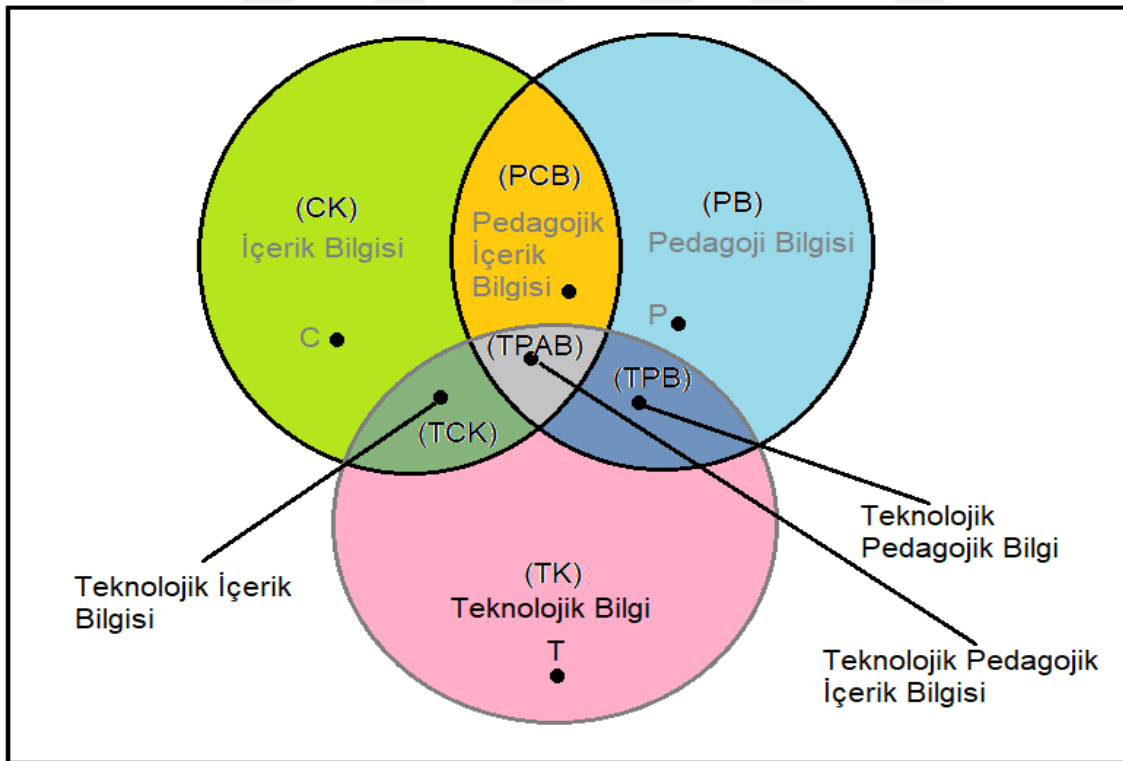 (CK)
İçerik Bilgisi
C
(PCB)
Pedagojik
İçerik
Bilgisi
(PB)
Pedagoji Bilgisi
P
(TPAB)
(TPB)
(TCK)
Teknolojik İçerik
Bilgisi
(TK)
Teknolojik Bilgi
T
Teknolojik
Pedagojik Bilgi
Teknolojik Pedagojik
İçerik Bilgisi